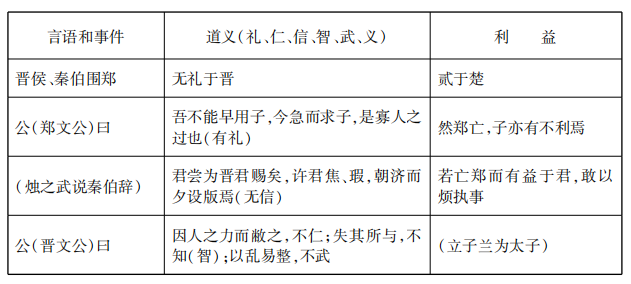 言语和事件 道义(礼、仁、信、智、武、义) 利 益
晋侯、秦伯围郑 无礼于晋 贰于楚
公(郑文公)曰 吾不能早用子,今急而求子,是寡人之
过也(有礼) 然郑亡,子亦有不利焉
(烛之武说秦伯辞) 君尝为晋君赐矣,许君焦、瑕,朝济而
夕设版焉(无信) 若亡郑而有益于君,敢以
烦执事
公(晋文公)曰 因人之力而敝之,不仁;失其所与,不
知(智);以乱易整,不武 (立子兰为太子)